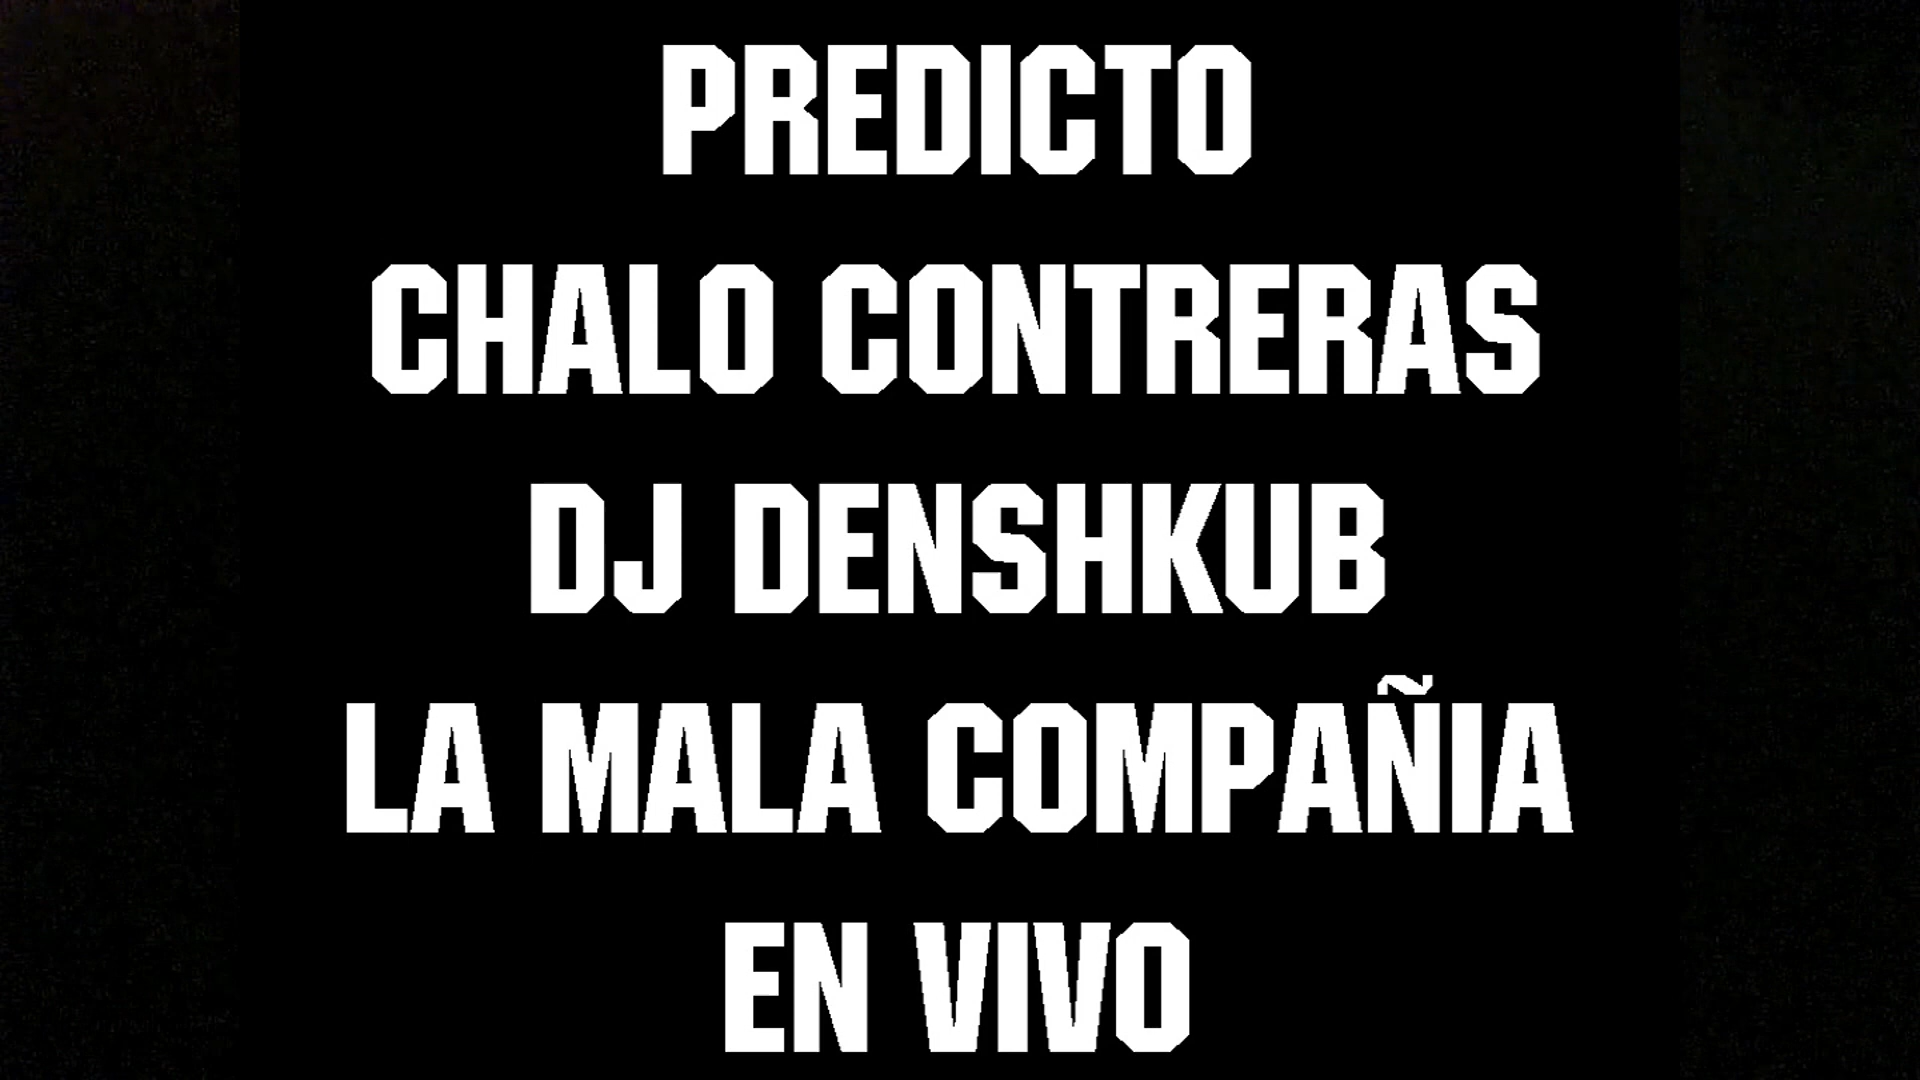 PREDICTO
CHALO CONTRERAS
DJ DENSHKUB
LA MALA COMPAÑIA
EN VIVO